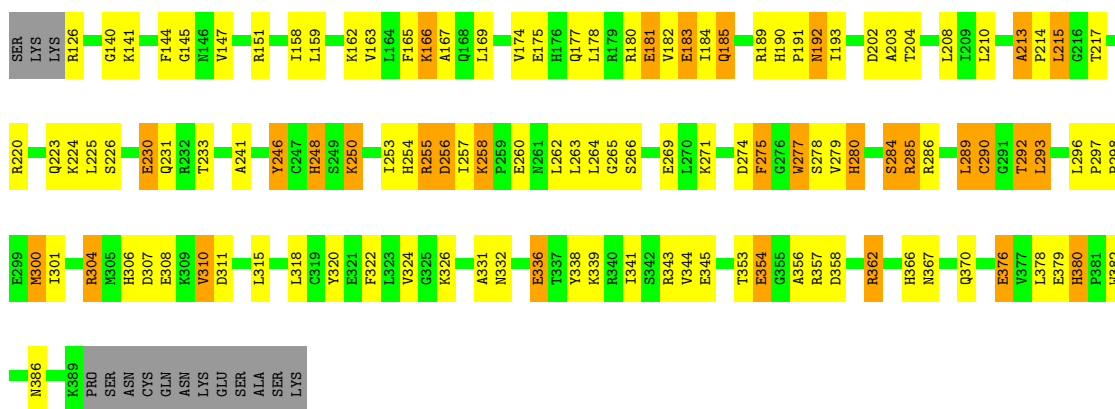 SER LYS LYS R126 G140 K141 F144 G145 N146 V147 R151 I158 L159 K162 V163 L164 F165 K166 A167 Q168 L169 V174 E175 H176 Q177 L178 R179 R180 E181 V182 E183 I184 Q185 R189 H190 P191 N192 I193 D202 A203 T204 L208 I209 L210 A213 P214 L215 G216 T217
R220 Q223 K224 L225 S226 E230 Q231 R232 T233 A241 Y246 C247 H248 S249 K250 I253 H254 R255 D256 I257 K258 P259 E260 N261 L262 L263 L264 G265 S266 E269 L270 K271 D274 F275 G276 W277 S278 V279 H280 S284 R285 R286 L289 C290 G291 T292 L293 L296 P297
E299 M300 I301 R304 M305 H306 D307 E308 K309 V310 D311 L315 L318 C319 Y320 E321 F322 L323 V324 G325 K326 A331 N332 E336 T337 Y338 K339 R340 I341 S342 R343 V344 E345 T353 E354 G355 A356 R357 D358 R362 H366 N367 Q370 E376 V377 L378 E379 H380 P381
N386 K389 PRO SER ASN CYS GLN ASN LYS GLU SER ALA SER LYS